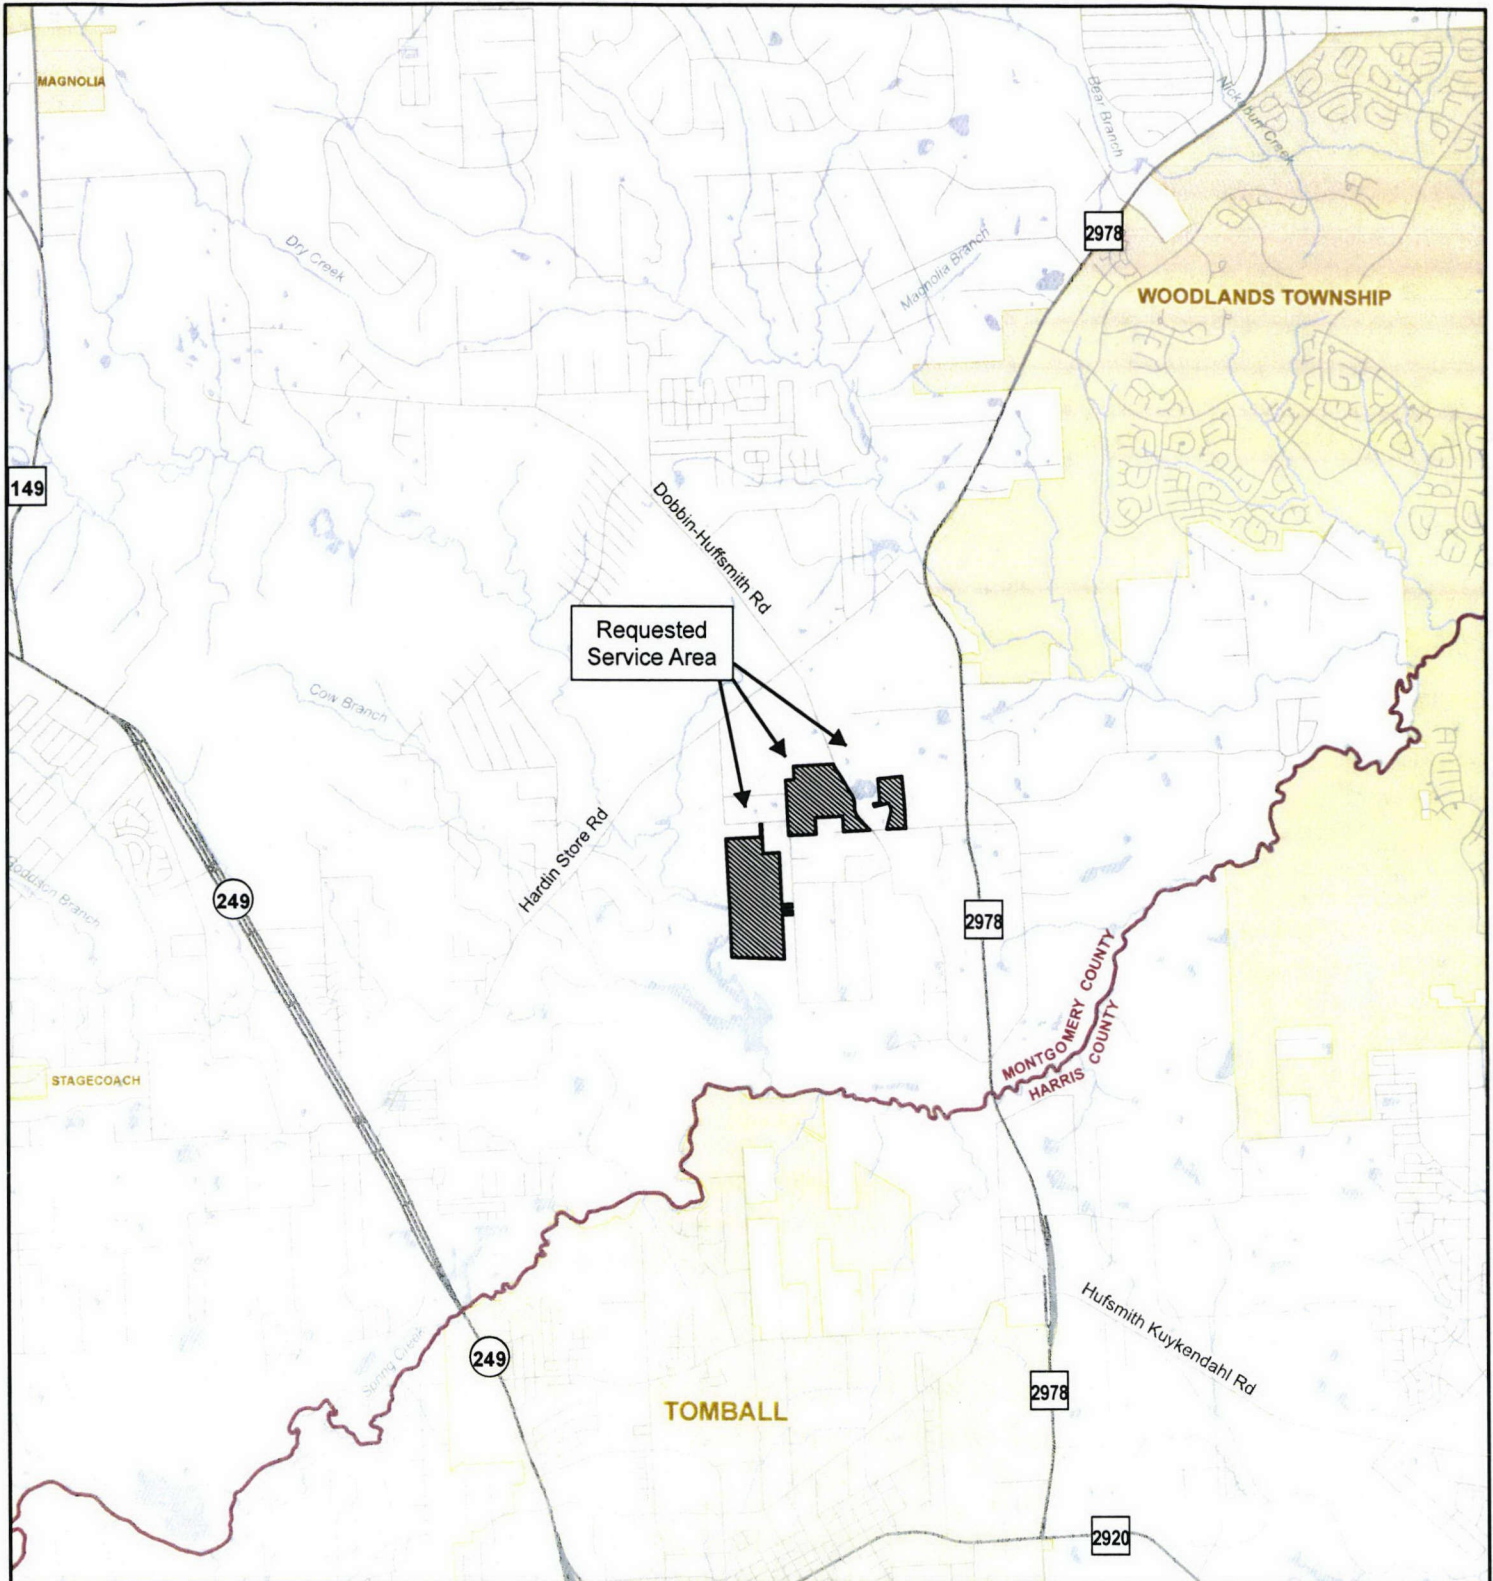 MAGNOLIA
Bear Branch
Nickaburr Creek
2978
Dry Creek
Magnolia Branch
WOODLANDS TOWNSHIP
149
Dobbin-Huffsmith Rd
Requested
Service Area
Cow Branch
Hardin Store Rd
Branch
249
2978
MONTGOMERY COUNTY
HARRIS COUNTY
STAGECOACH
Spring Creek
249
Hufsmith Kuykendahl Rd
TOMBALL
2978
2920